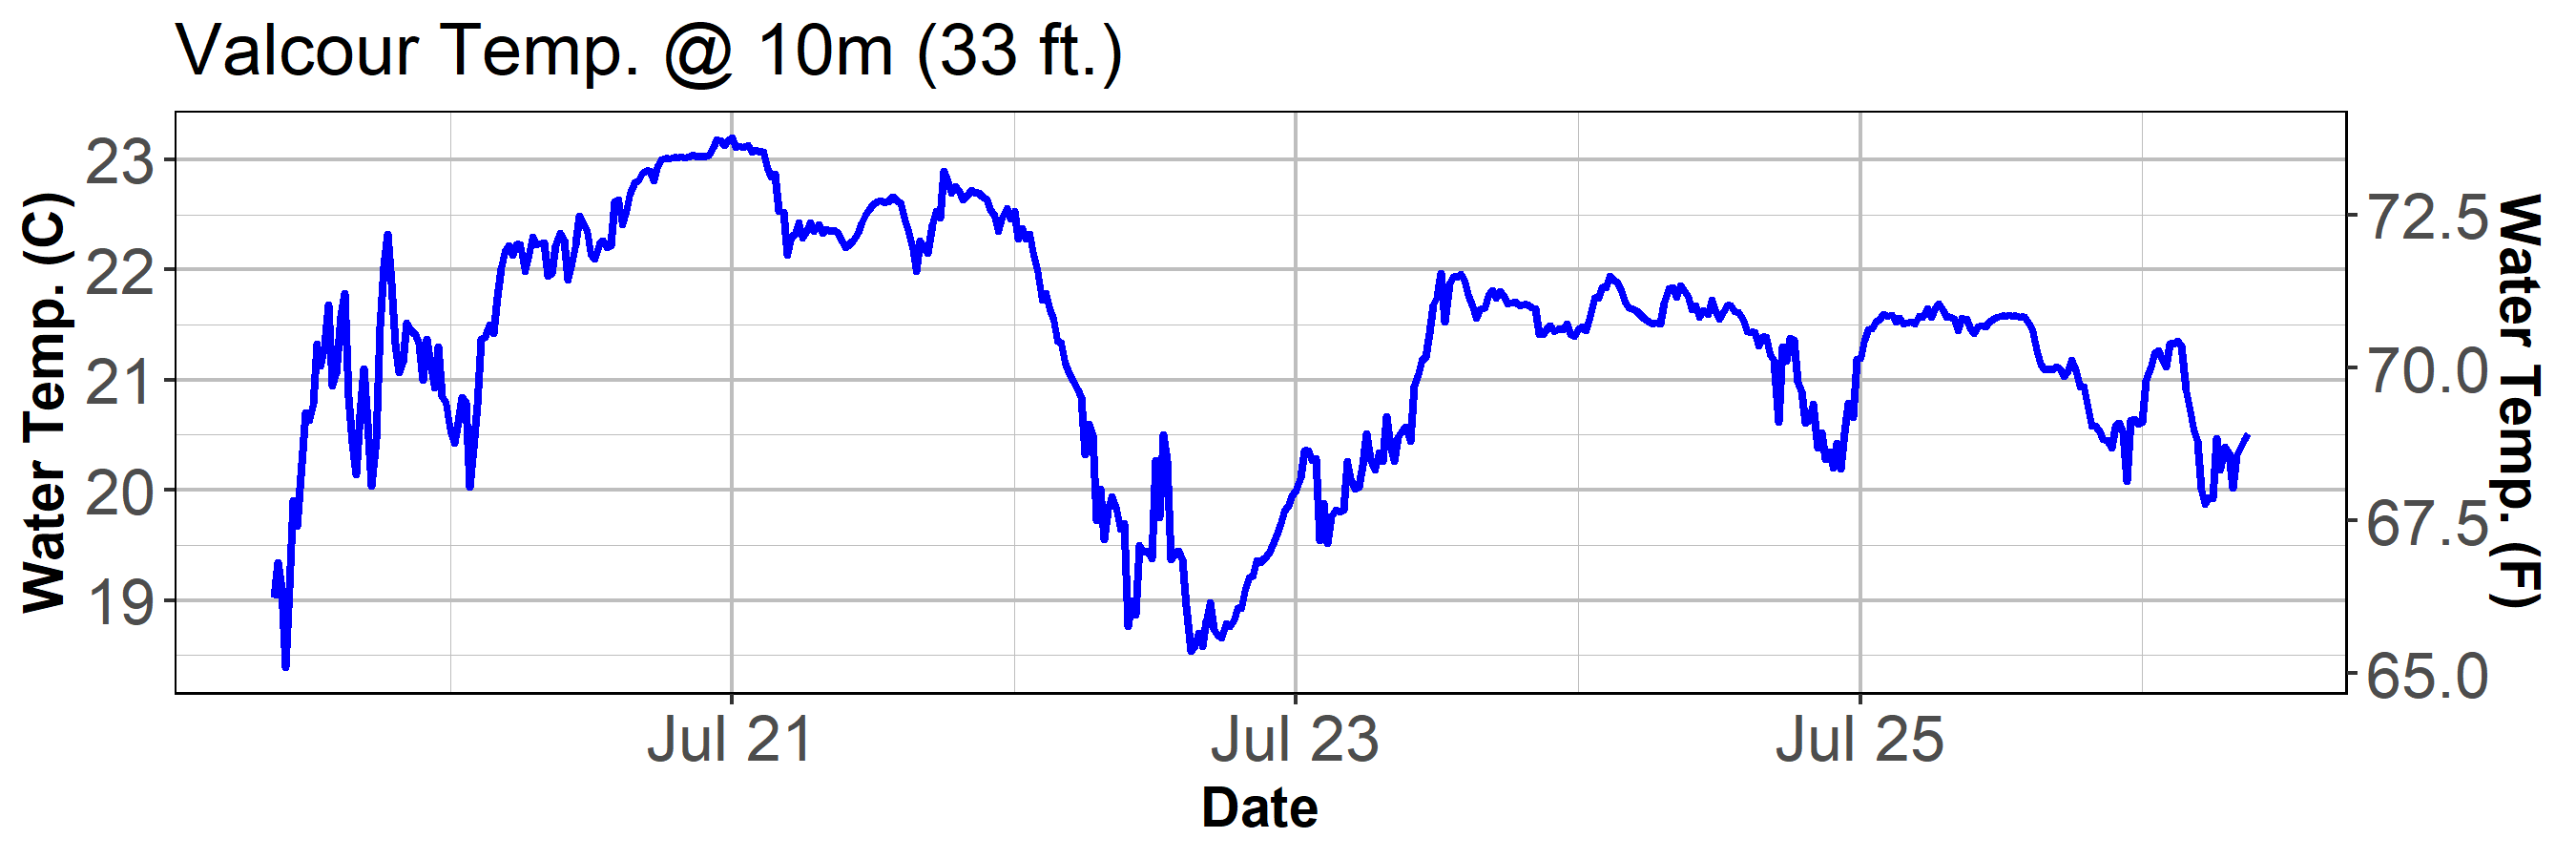 Valcour Temp. @ 10m (33 ft.)
Water Temp. (C)
23
22
21
20
19
72.5
70.0
67.5
65.0
Water Temp. (F)
Jul 21 Jul 23 Jul 25
Date